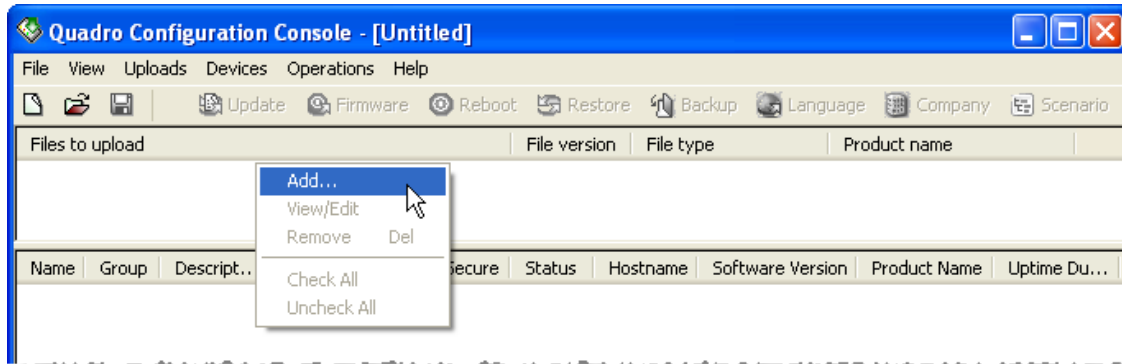 Quadro Configuration Console - [Untitled]
File View Uploads Devices Operations Help
Update Firmware Reboot Restore Backup Language Company Scenario
Files to upload File version File type Product name
Add...
View/Edit
Remove Del
Name Group Descript.. Secure Status Hostname Software Version Product Name Uptime Du...
Check All
Uncheck All